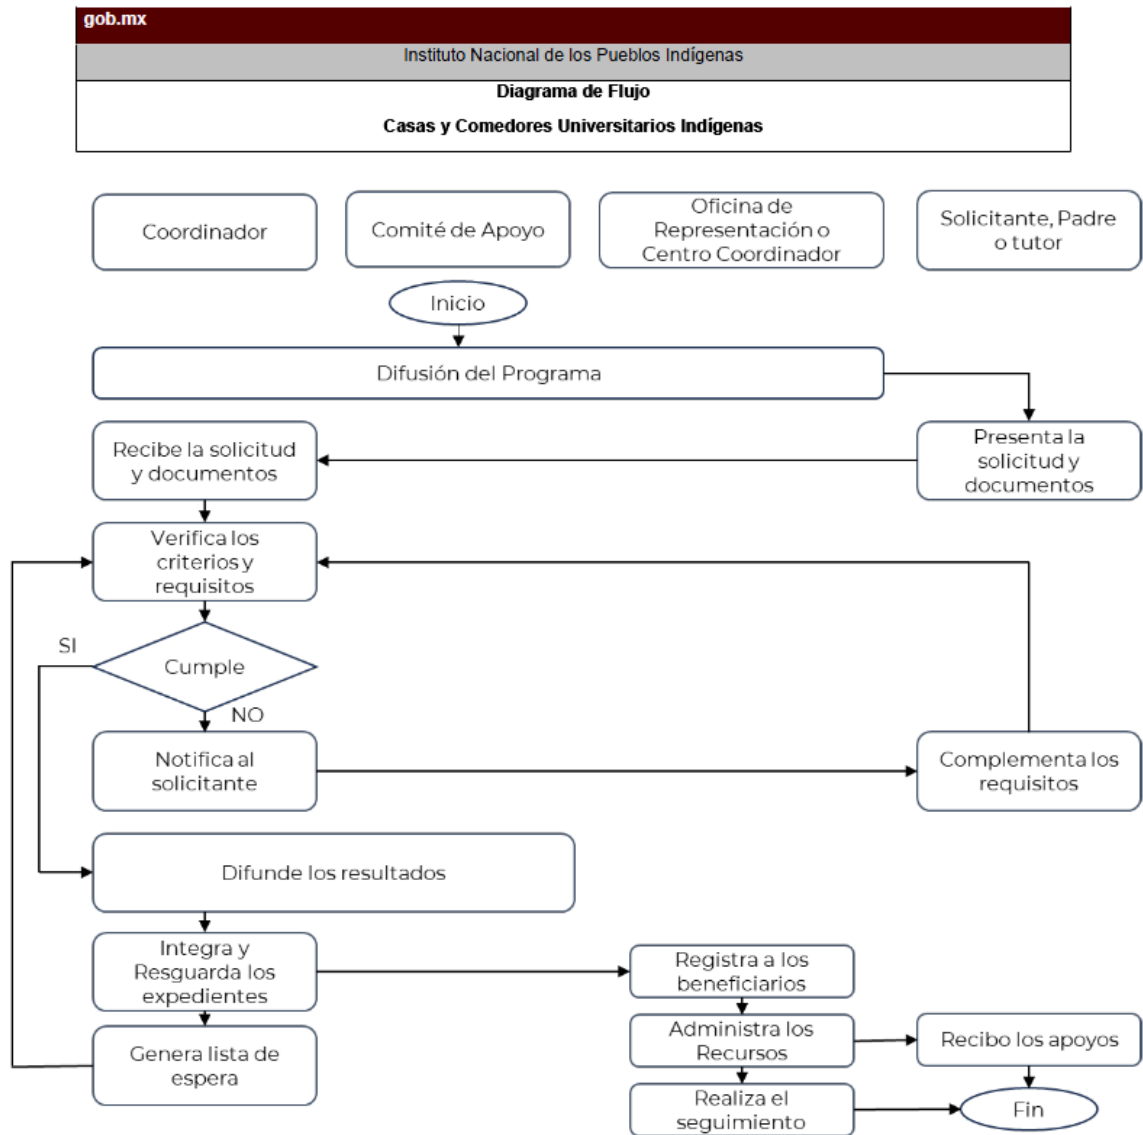 gob.mx
Instituto Nacional de los Pueblos Indígenas
Diagrama de Flujo
Casas y Comedores Universitarios Indígenas
Coordinador
Comité de Apoyo
Oficina de
Representación o
Centro Coordinador
Solicitante, Padre
o tutor
Inicio
Difusión del Programa
Recibe la solicitud
y documentos
Presenta la
solicitud y
documentos
Verifica los
criterios y
requisitos
SI
Cumple
NO
Notifica al
solicitante
Complementa los
requisitos
Difunde los resultados
Integra y
Resguarda los
expedientes
Registra a los
beneficiarios
Genera lista de
espera
Administra los
Recursos
Recibo los apoyos
Realiza el
seguimiento
Fin